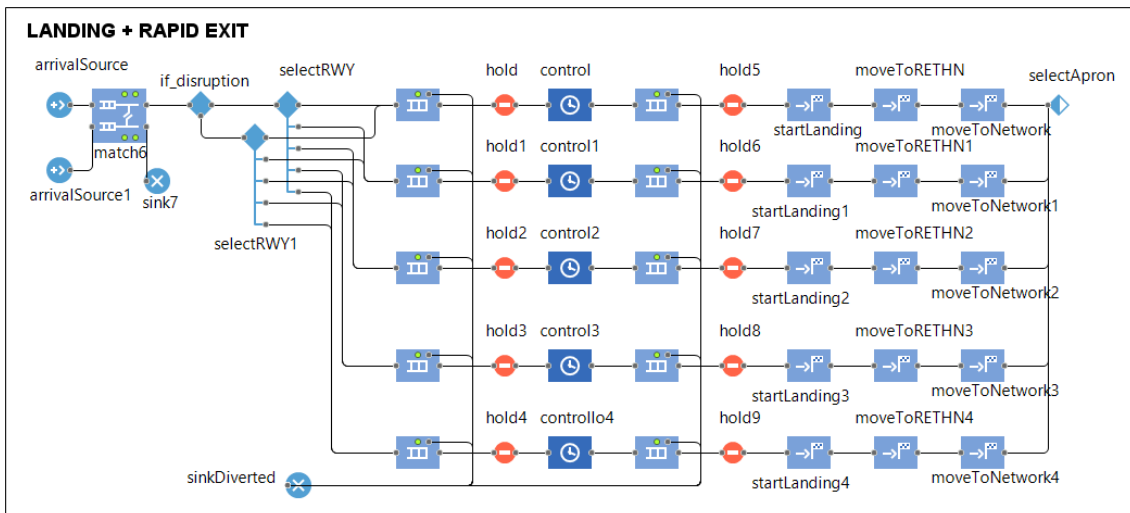 LANDING + RAPID EXIT
arrivalSource
if_disruption
selectRWY
hold
control
hold5
moveToRETHN
selectApron
match6
startLanding
moveToNetwork
arrivalSource1
sink7
selectRWY1
hold1
control1
hold6
moveToRETHN1
startLanding1
moveToNetwork1
hold2
control2
hold7
moveToRETHN2
startLanding2
moveToNetwork2
hold3
control3
hold8
moveToRETHN3
startLanding3
moveToNetwork3
hold4
controllo4
hold9
moveToRETHN4
sinkDiverted
startLanding4
moveToNetwork4